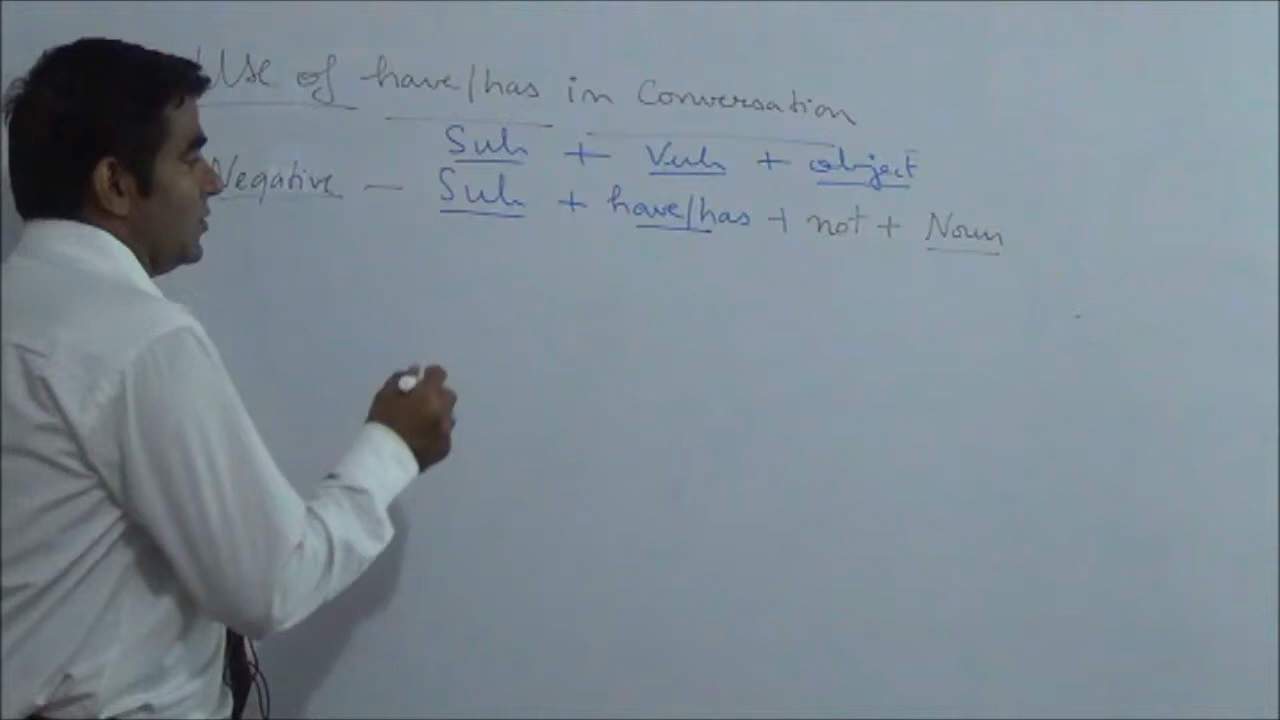 Use of have/has in Conversation
Sub + Verb + object
Negative — Sub + have/has + not + Noun